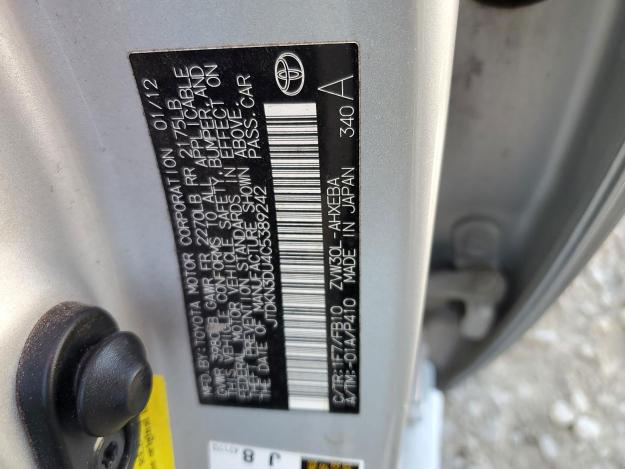 MFD BY:TOYOTA MOTOR CORPORATION 01/12
GVWR 3980LB GAWR FR 2270LB RR 2175LB
THIS VEHICLE CONFORMS TO ALL APPLICABLE
FEDERAL MOTOR VEHICLE SAFETY, BUMPER,AND
THEFT PREVENTION STANDARDS IN EFFECT ON
THE DATE OF MANUFACTURE SHOWN ABOVE.
JTDKN3DU4C5389242 PASS.CAR
C/TR:1F7/FB10 ZVW30L-AHXEBA
A/TM:-01A/P410 MADE IN JAPAN 340 A
J 8